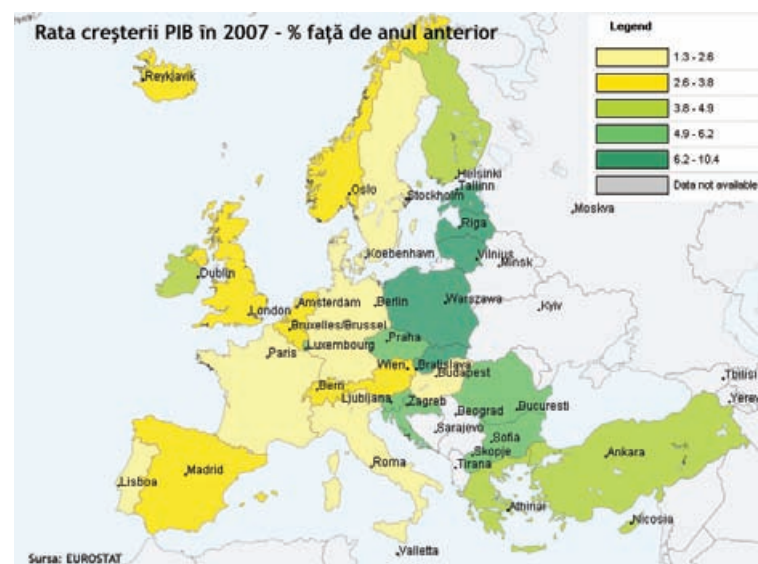 Rata creşterii PIB în 2007 - % faţă de anul anterior
Legend
1.3 - 2.6
2.6 - 3.8
3.8 - 4.9
4.9 - 6.2
6.2 - 10.4
Data not available
Reykjavik
Oslo
Helsinki
Tallinn
Stockholm
Moskva
Riga
Koebenhavn
Vilnius
Minsk
Dublin
Amsterdam
Berlin
Warszawa
London
Kyiv
Bruxelles/Brussel
Praha
Luxembourg
Paris
Wien
Bratislava
Budapest
Tbilisi
Bern
Ljubljana
Zagreb
Yerev
Beograd
Bucuresti
Sarajevo
Sofia
Skopje
Ankara
Madrid
Roma
Tirana
Lisboa
Athinai
Nicosia
Valletta
Sursa: EUROSTAT